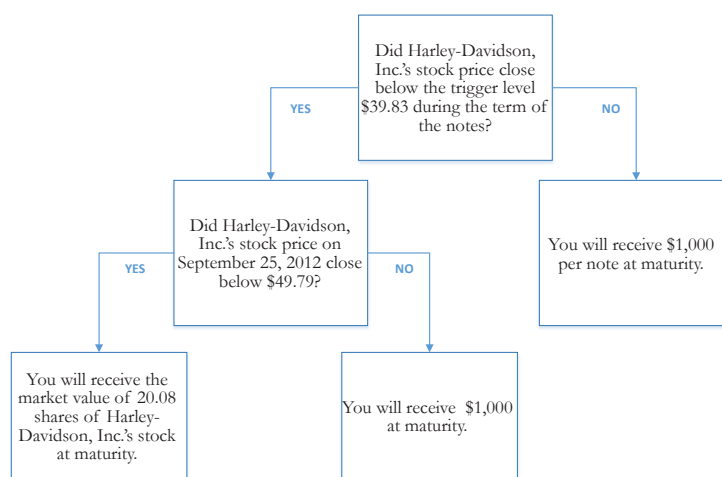 Did Harley-Davidson,
Inc.'s stock price close
below the trigger level
$39.83 during the term of
the notes?
YES
NO
Did Harley-Davidson,
Inc.'s stock price on
September 25, 2012 close
below $49.79?
You will receive $1,000
per note at maturity.
YES
NO
You will receive the
market value of 20.08
shares of Harley-
Davidson, Inc.'s stock
at maturity.
You will receive $1,000
at maturity.